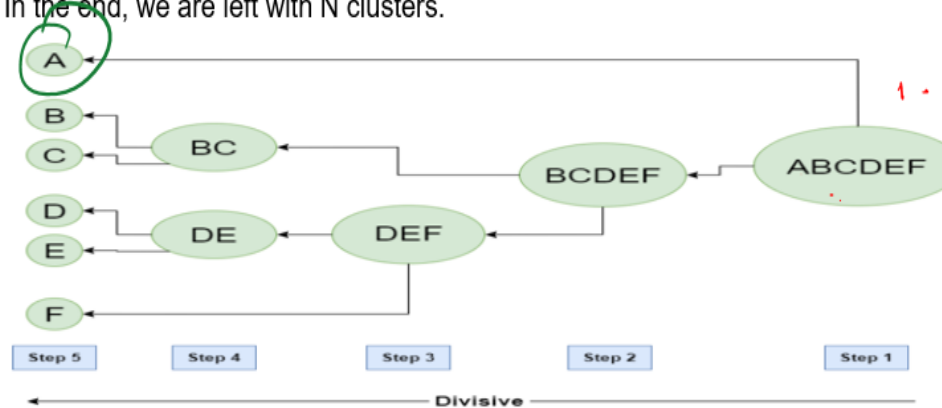 In the end, we are left with N clusters.
A
1.
B
C
BC
BCDEF
ABCDEF
D
E
DE
DEF
F
Step 5
Step 4
Step 3
Step 2
Step 1
Divisive